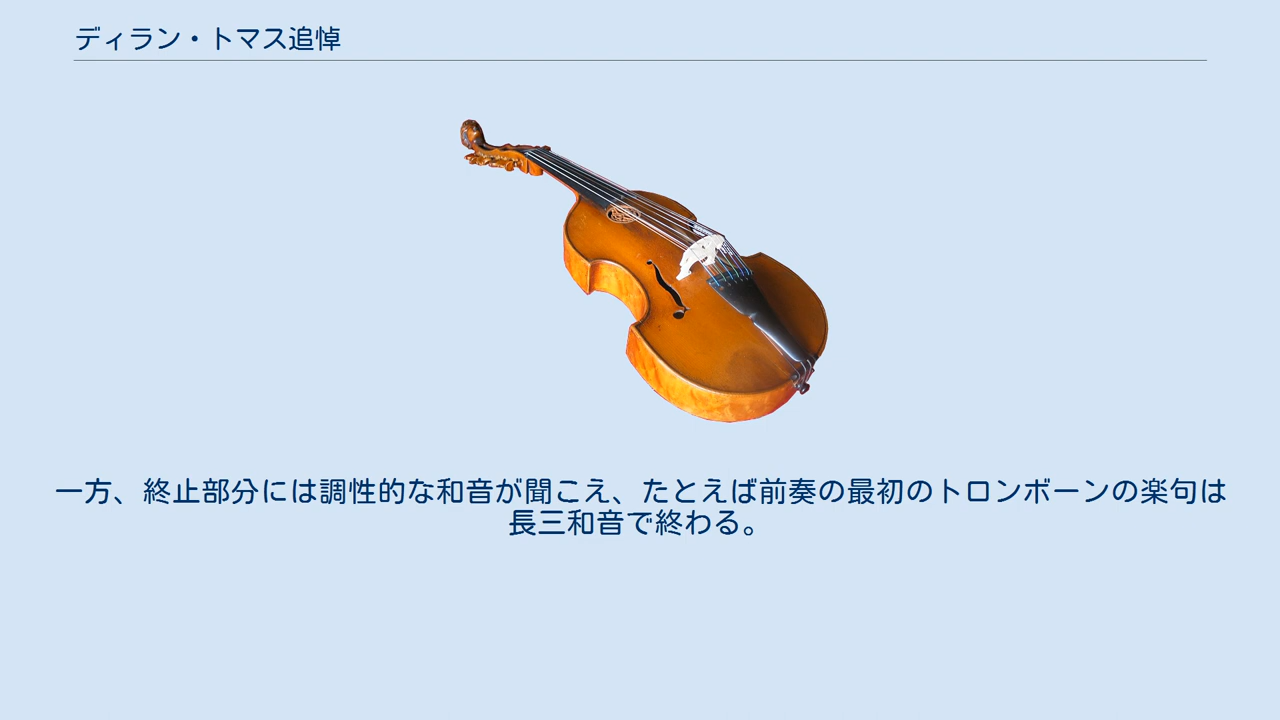 ディラン・トマス追悼
一方、終止部分には調性的な和音が聞こえ、たとえば前奏の最初のトロンボーンの楽句は
長三和音で終わる。